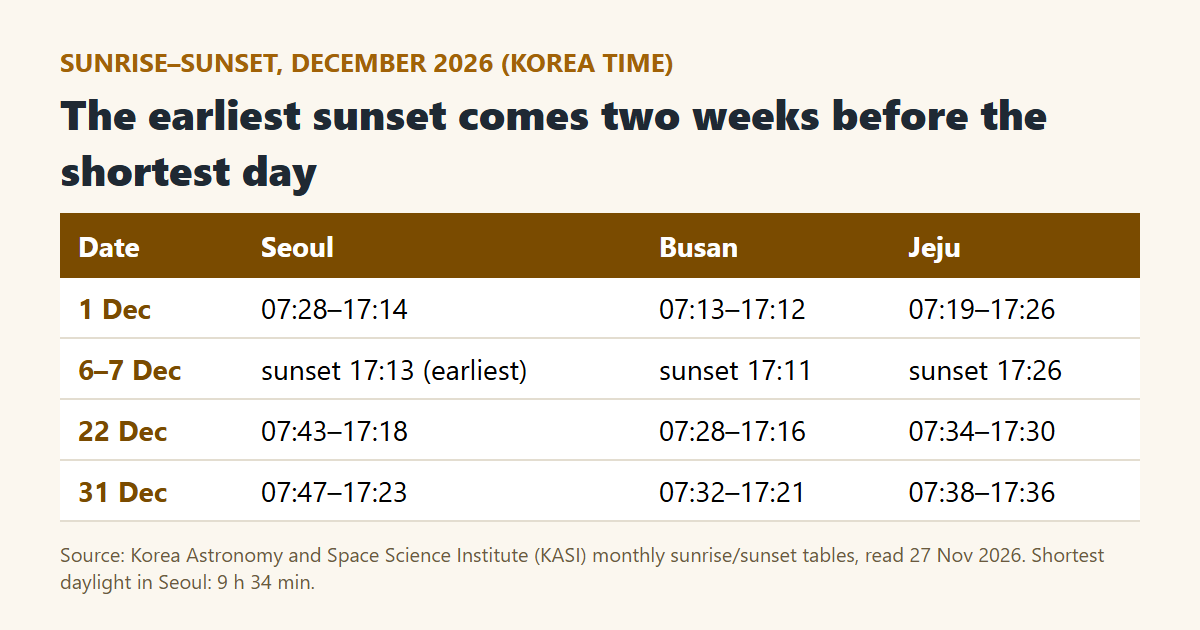 SUNRISE–SUNSET, DECEMBER 2026 (KOREA TIME)
The earliest sunset comes two weeks before the
shortest day
Date Seoul Busan Jeju
1 Dec 07:28–17:14 07:13–17:12 07:19–17:26
6–7 Dec sunset 17:13 (earliest) sunset 17:11 sunset 17:26
22 Dec 07:43–17:18 07:28–17:16 07:34–17:30
31 Dec 07:47–17:23 07:32–17:21 07:38–17:36
Source: Korea Astronomy and Space Science Institute (KASI) monthly sunrise/sunset tables, read 27 Nov 2026. Shortest
daylight in Seoul: 9 h 34 min.